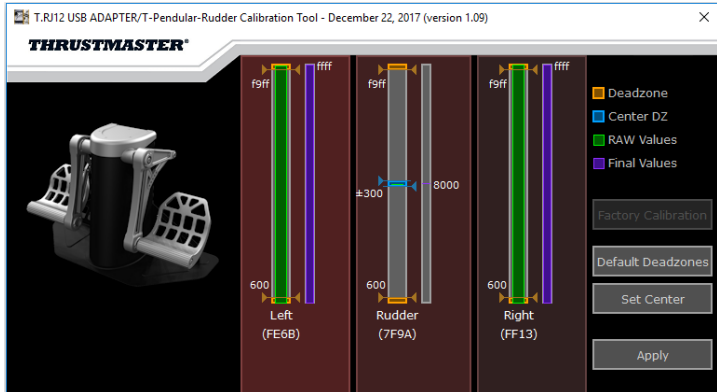 T.RJ12 USB ADAPTER/T-Pendular-Rudder Calibration Tool - December 22, 2017 (version 1.09)
THRUSTMASTER®
ffff
f9ff
f9ff
ffff
f9ff
Deadzone
Center DZ
RAW Values
Final Values
±300
8000
Factory Calibration
Default Deadzones
Set Center
Apply
600
600
600
Left
(FE6B)
Rudder
(7F9A)
Right
(FF13)